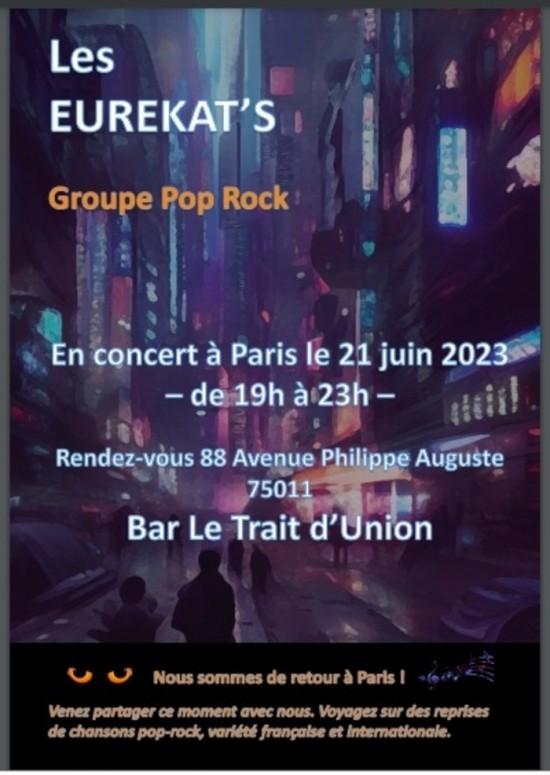 Les
EUREKAT'S
Groupe Pop Rock
En concert à Paris le 21 juin 2023
– de 19h à 23h –
Rendez-vous 88 Avenue Philippe Auguste
75011
Bar Le Trait d'Union
Nous sommes de retour à Paris !
Venez partager ce moment avec nous. Voyagez sur des reprises
de chansons pop-rock, variété française et internationale.